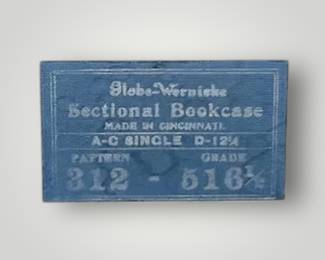 Globe-Wernicke
Sectional Bookcase
MADE IN CINCINNATI.
A-C SINGLE D-12¼
PATTERN GRADE
312 - 516½